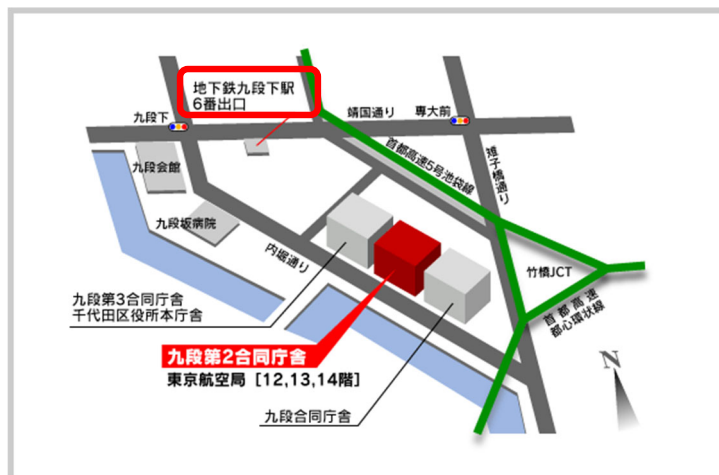 地下鉄九段下駅
6番出口
九段下
靖国通り
専大前
首都高速5号池袋線
雉子橋通り
九段会館
九段坂病院
内堀通り
竹橋JCT
首都高速
都心環状線
九段第3合同庁舎
千代田区役所本庁舎
九段第2合同庁舎
東京航空局 [12,13,14階]
九段合同庁舎
N